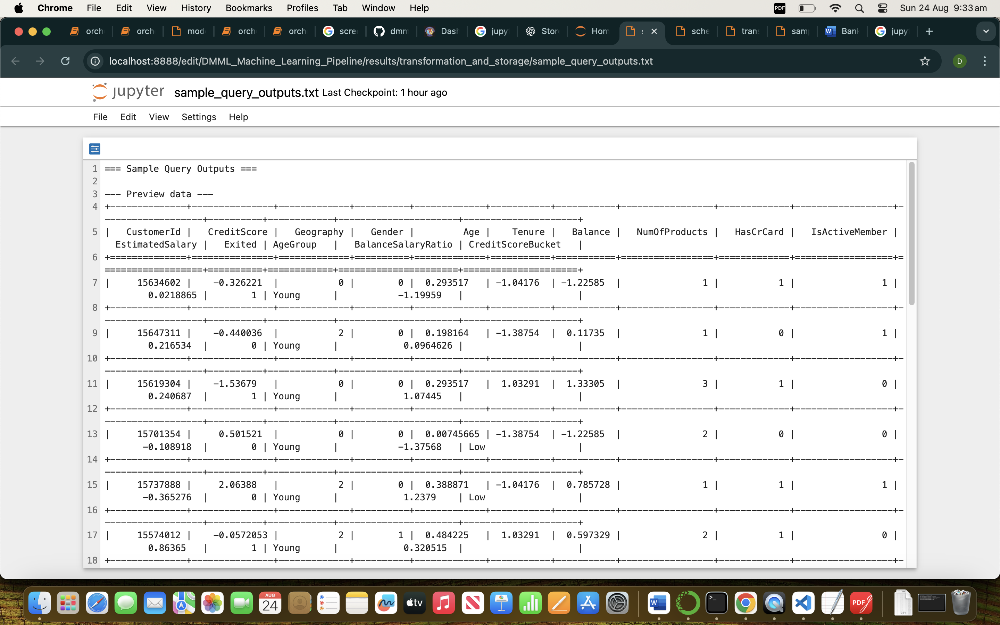 Chrome File Edit View History Bookmarks Profiles Tab Window Help PDF Sun 24 Aug 9:33 am
orch orch mod orch orch scre dmm Dash jupy Stor Hom sche trans sam Bank jupy
localhost:8888/edit/DMML_Machine_Learning_Pipeline/results/transformation_and_storage/sample_query_outputs.txt D
jupyter sample_query_outputs.txt Last Checkpoint: 1 hour ago
File Edit View Settings Help
1 === Sample Query Outputs ===
2
3 --- Preview data ---
4 +--------------+---------------+-------------+----------+-------------+-----------+-----------+-----------------+-------------+------------------+-
------------------+----------+------------+----------------------+---------------------+
5 | CustomerId | CreditScore | Geography | Gender | Age | Tenure | Balance | NumOfProducts | HasCrCard | IsActiveMember |
EstimatedSalary | Exited | AgeGroup | BalanceSalaryRatio | CreditScoreBucket |
6 +==============+===============+=============+==========+=============+===========+===========+=================+=============+==================+=
==================+==========+============+======================+=====================+
7 | 15634602 | -0.326221 | 0 | 0 | 0.293517 | -1.04176 | -1.22585 | 1 | 1 | 1 |
0.0218865 | 1 | Young | -1.19959 | |
8 +--------------+---------------+-------------+----------+-------------+-----------+-----------+-----------------+-------------+------------------+-
------------------+----------+------------+----------------------+---------------------+
9 | 15647311 | -0.440036 | 2 | 0 | 0.198164 | -1.38754 | 0.11735 | 1 | 0 | 1 |
0.216534 | 0 | Young | 0.0964626 | |
10 +--------------+---------------+-------------+----------+-------------+-----------+-----------+-----------------+-------------+------------------+-
------------------+----------+------------+----------------------+---------------------+
11 | 15619304 | -1.53679 | 0 | 0 | 0.293517 | 1.03291 | 1.33305 | 3 | 1 | 0 |
0.240687 | 1 | Young | 1.07445 | |
12 +--------------+---------------+-------------+----------+-------------+-----------+-----------+-----------------+-------------+------------------+-
------------------+----------+------------+----------------------+---------------------+
13 | 15701354 | 0.501521 | 0 | 0 | 0.00745665 | -1.38754 | -1.22585 | 2 | 0 | 0 |
-0.108918 | 0 | Young | -1.37568 | Low |
14 +--------------+---------------+-------------+----------+-------------+-----------+-----------+-----------------+-------------+------------------+-
------------------+----------+------------+----------------------+---------------------+
15 | 15737888 | 2.06388 | 2 | 0 | 0.388871 | -1.04176 | 0.785728 | 1 | 1 | 1 |
-0.365276 | 0 | Young | 1.2379 | Low |
16 +--------------+---------------+-------------+----------+-------------+-----------+-----------+-----------------+-------------+------------------+-
------------------+----------+------------+----------------------+---------------------+
17 | 15574012 | -0.0572053 | 2 | 1 | 0.484225 | 1.03291 | 0.597329 | 2 | 1 | 0 |
0.86365 | 1 | Young | 0.320515 | |
18 +--------------+---------------+-------------+----------+-------------+-----------+-----------+-----------------+-------------+------------------+-
AUG
24 tv W >_ PDF CSV